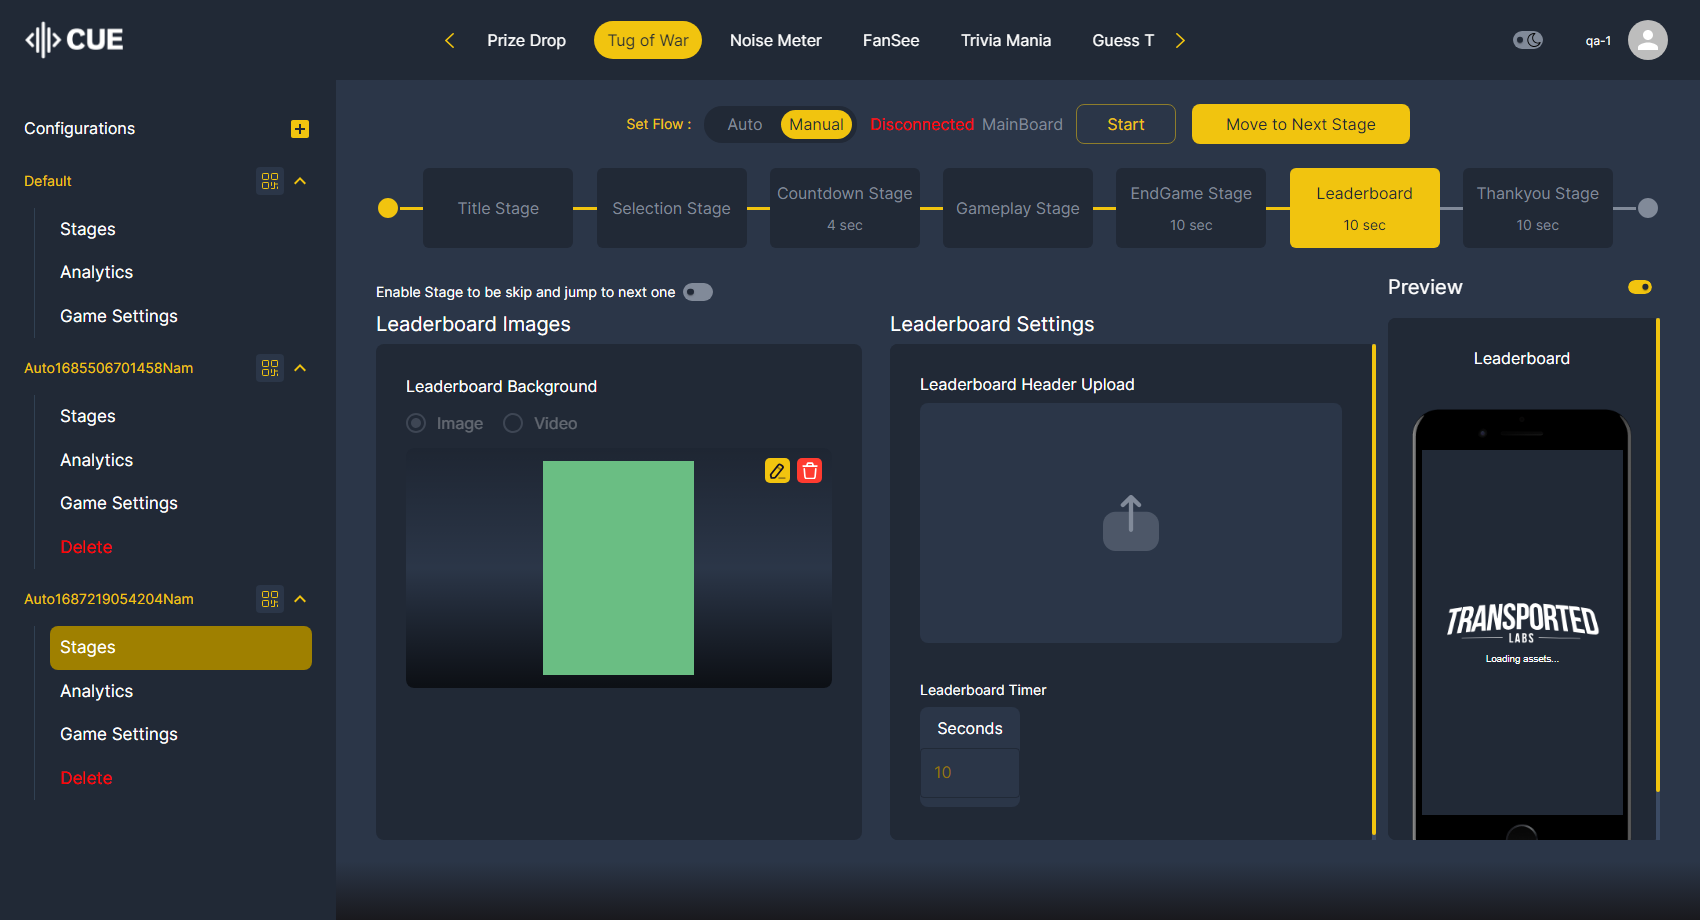 CUE
Prize Drop
Tug of War
Noise Meter
FanSee
Trivia Mania
Guess T
qa-1
Configurations
Default
Stages
Analytics
Game Settings
Auto1685506701458Nam
Stages
Analytics
Game Settings
Delete
Auto1687219054204Nam
Stages
Analytics
Game Settings
Delete
Set Flow :
Auto
Manual
Disconnected MainBoard
Start
Move to Next Stage
Title Stage
Selection Stage
Countdown Stage
4 sec
Gameplay Stage
EndGame Stage
10 sec
Leaderboard
10 sec
Thankyou Stage
10 sec
Enable Stage to be skip and jump to next one
Leaderboard Images
Leaderboard Background
Image
Video
Leaderboard Settings
Leaderboard Header Upload
Leaderboard Timer
Seconds
10
Preview
Leaderboard
TRANSPORTED
LABS
Loading assets...